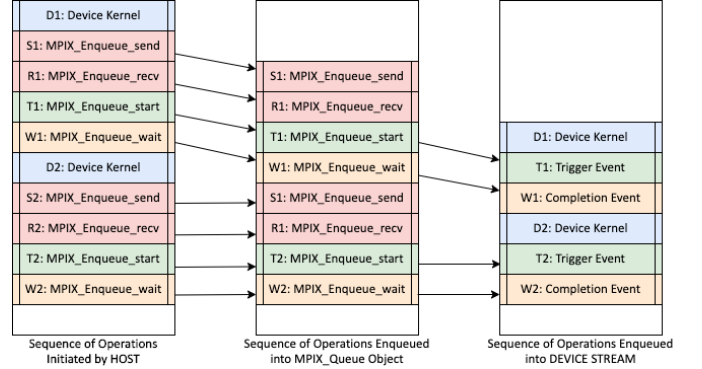 D1: Device Kernel
S1: MPIX_Enqueue_send
R1: MPIX_Enqueue_recv
T1: MPIX_Enqueue_start
W1: MPIX_Enqueue_wait
D2: Device Kernel
S2: MPIX_Enqueue_send
R2: MPIX_Enqueue_recv
T2: MPIX_Enqueue_start
W2: MPIX_Enqueue_wait
Sequence of Operations
Initiated by HOST
S1: MPIX_Enqueue_send
R1: MPIX_Enqueue_recv
T1: MPIX_Enqueue_start
W1: MPIX_Enqueue_wait
S1: MPIX_Enqueue_send
R1: MPIX_Enqueue_recv
T2: MPIX_Enqueue_start
W2: MPIX_Enqueue_wait
Sequence of Operations Enqueued
into MPIX_Queue Object
D1: Device Kernel
T1: Trigger Event
W1: Completion Event
D2: Device Kernel
T2: Trigger Event
W2: Completion Event
Sequence of Operations Enqueued
into DEVICE STREAM